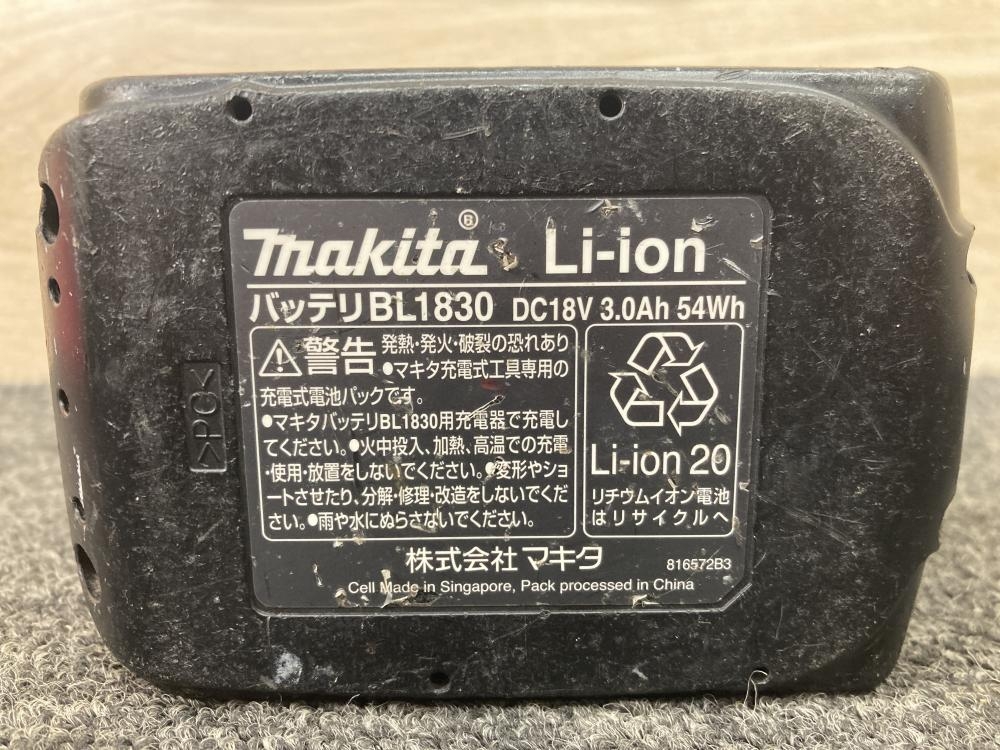 makita® Li-ion
バッテリBL1830 DC18V 3.0Ah 54Wh
警告 発熱・発火・破裂の恐れあり
●マキタ充電式工具専用の
充電式電池パックです。
●マキタバッテリBL1830用充電器で充電し
てください。●火中投入、加熱、高温での充電
・使用・放置をしないでください。●変形やショ
ートさせたり、分解・修理・改造をしないでくだ
さい。●雨や水にぬらさないでください。
Li-ion 20
リチウムイオン電池
はリサイクルへ
株式会社 マキタ
816572B3
Cell Made in Singapore, Pack processed in China
>PC<